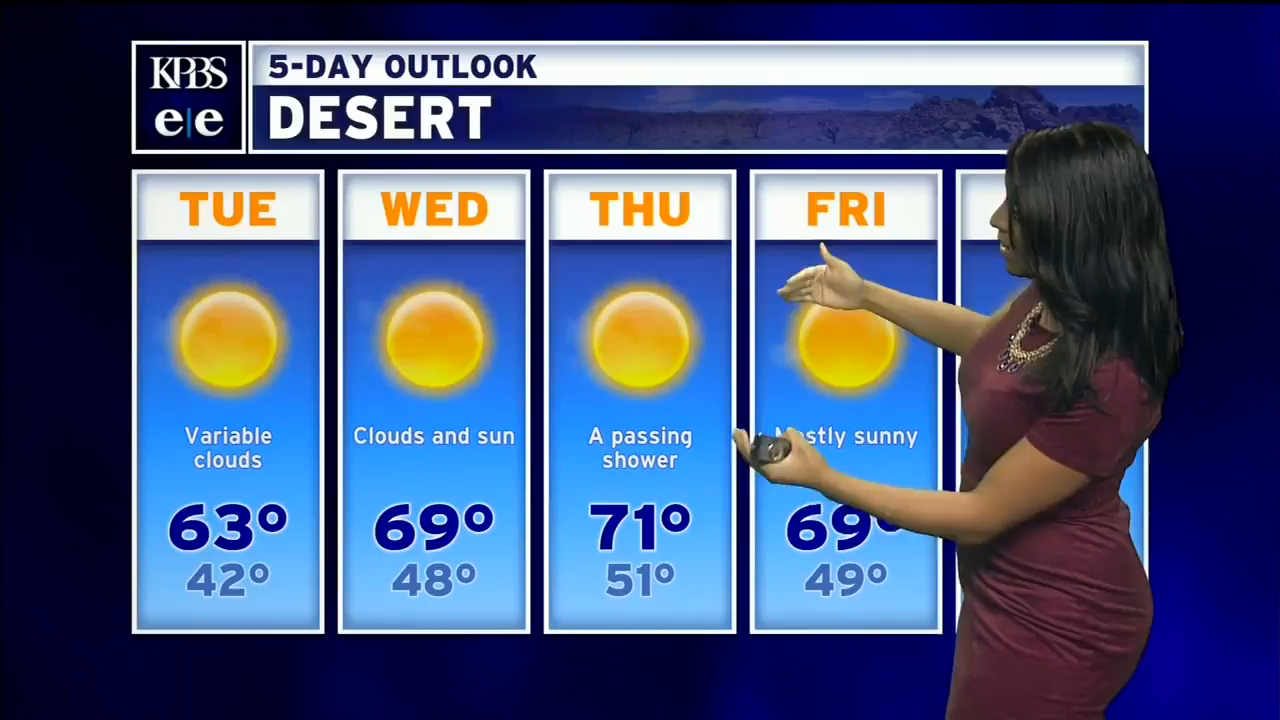 KPBS
e|e
5-DAY OUTLOOK
DESERT
TUE
WED
THU
FRI
Variable
clouds
Clouds and sun
A passing
shower
sunny
63°
69°
71°
69°
42°
48°
51°
49°